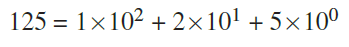 125 = 1×10² + 2×10¹ + 5×10⁰